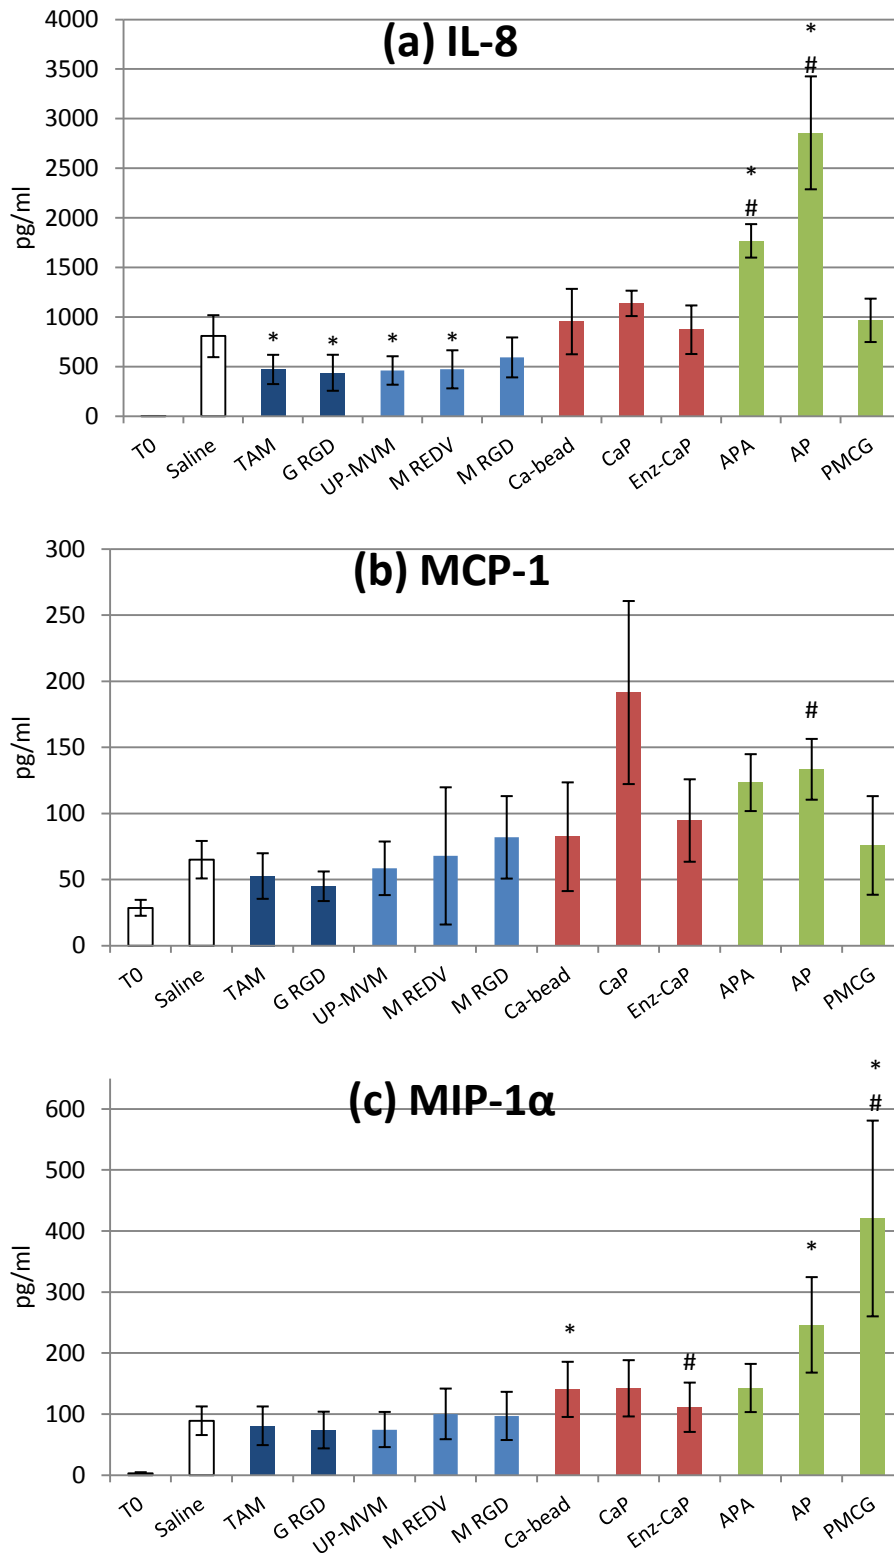 (a) IL-8
pg/ml
4000
3500
3000
2500
2000
1500
1000
500
0
* * * * * # * #
T0 Saline TAM G RGD UP-MVM M REDV M RGD Ca-bead CaP Enz-CaP APA AP PMCG
(b) MCP-1
pg/ml
300
250
200
150
100
50
0
#
T0 Saline TAM G RGD UP-MVM M REDV M RGD Ca-bead CaP Enz-CaP APA AP PMCG
(c) MIP-1α
pg/ml
600
500
400
300
200
100
0
* # * * #
T0 Saline TAM G RGD UP-MVM M REDV M RGD Ca-bead CaP Enz-CaP APA AP PMCG